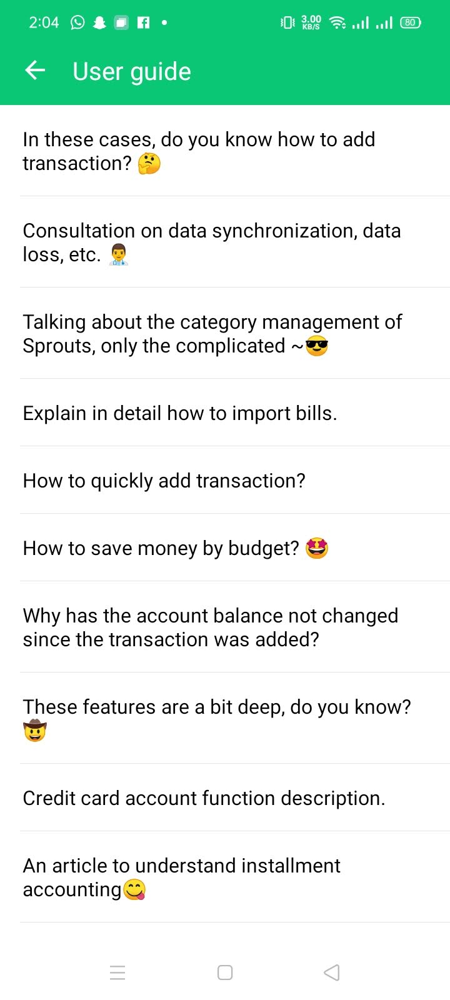 2:04 3.00 KB/S 80
User guide
In these cases, do you know how to add
transaction? 🤔
Consultation on data synchronization, data
loss, etc. 👨‍⚕️
Talking about the category management of
Sprouts, only the complicated ~😎
Explain in detail how to import bills.
How to quickly add transaction?
How to save money by budget? 🤩
Why has the account balance not changed
since the transaction was added?
These features are a bit deep, do you know?
🤠
Credit card account function description.
An article to understand installment
accounting😋